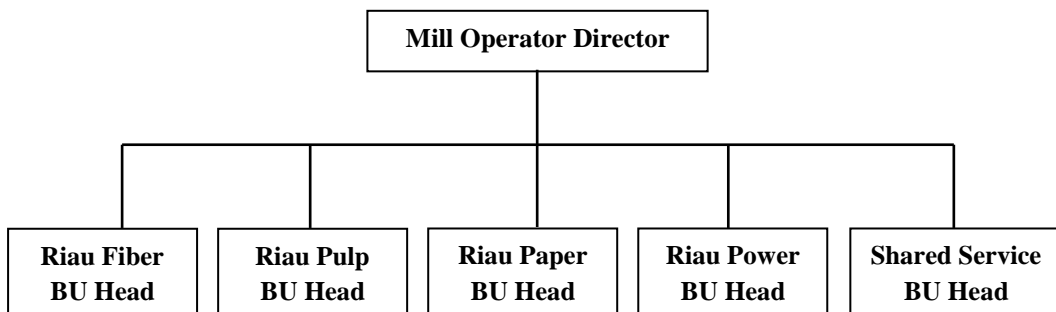 Mill Operator Director
Riau Fiber
BU Head
Riau Pulp
BU Head
Riau Paper
BU Head
Riau Power
BU Head
Shared Service
BU Head